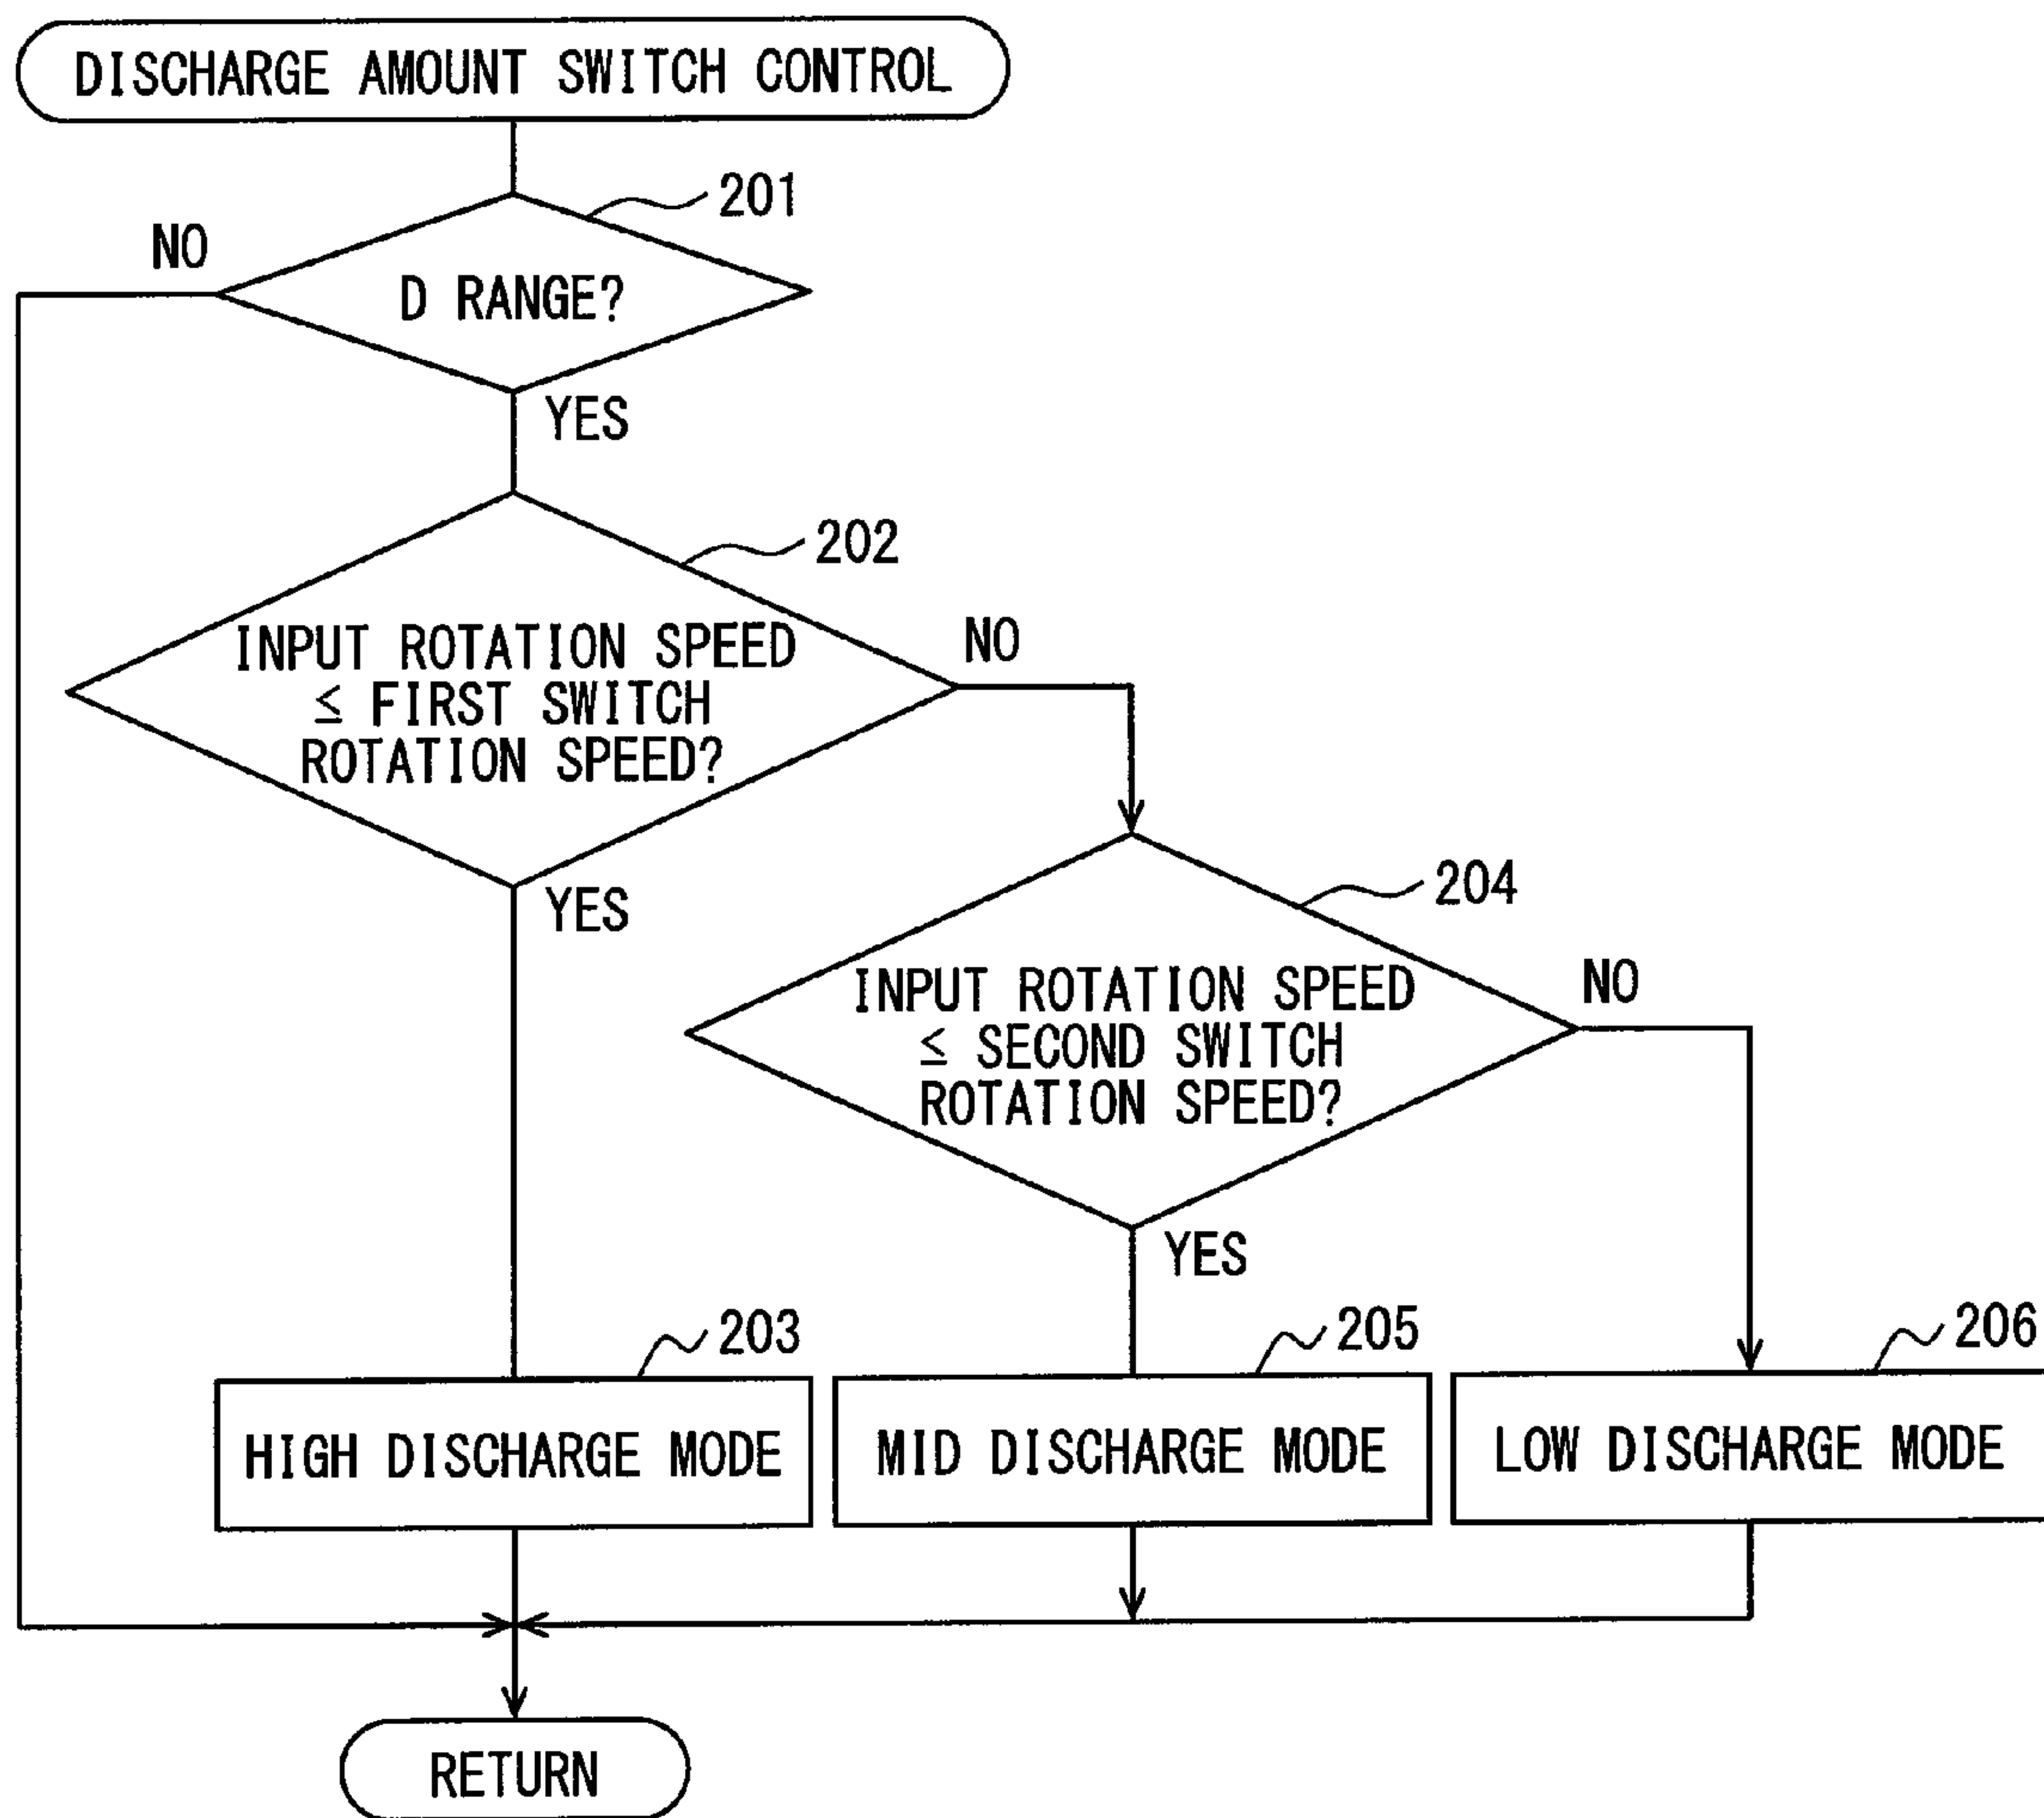 DISCHARGE AMOUNT SWITCH CONTROL
201
NO
D RANGE?
YES
202
INPUT ROTATION SPEED
≤ FIRST SWITCH
ROTATION SPEED?
NO
YES
204
INPUT ROTATION SPEED
≤ SECOND SWITCH
ROTATION SPEED?
NO
YES
203
205
206
HIGH DISCHARGE MODE
MID DISCHARGE MODE
LOW DISCHARGE MODE
RETURN